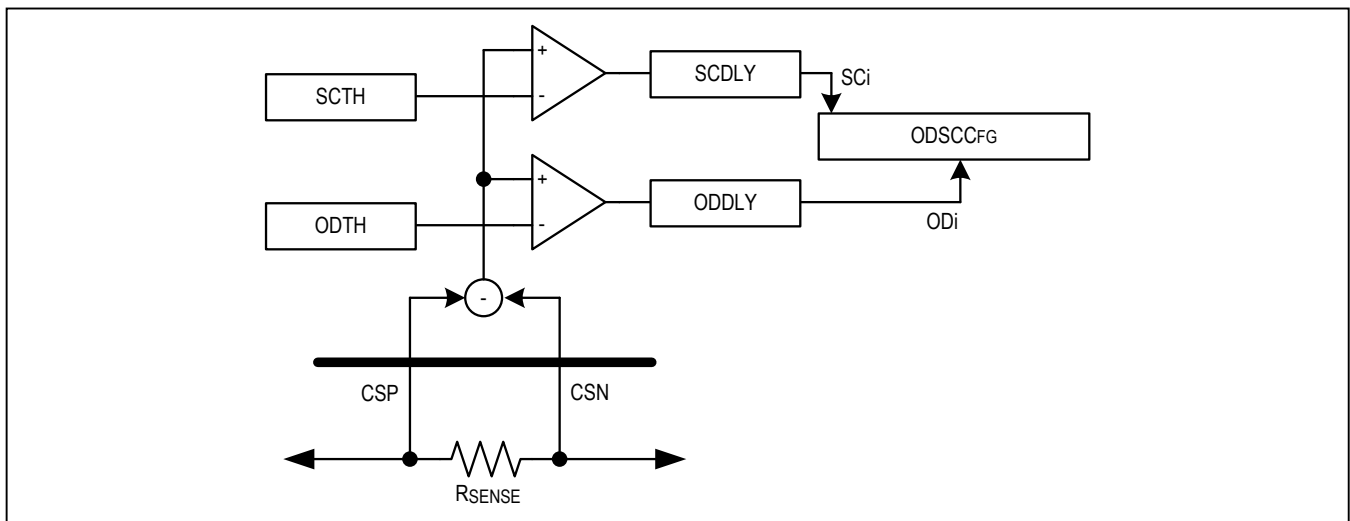 +
SCDLY
SCi
SCTH
-
ODSCCFG
+
ODDLY
ODTH
-
ODi
-
CSP
CSN
RSENSE